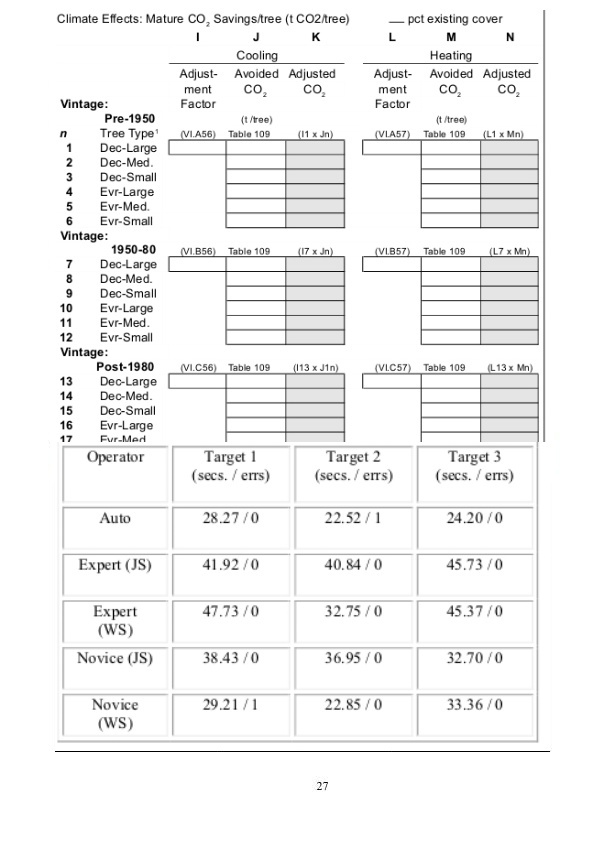 Climate Effects: Mature CO2 Savings/tree (t CO2/tree) __ pct existing cover
I J K L M N
Cooling Heating
Adjust- Avoided Adjusted Adjust- Avoided Adjusted
ment CO2 CO2 ment CO2 CO2
Vintage: Factor Factor
Pre-1950 (t /tree) (t /tree)
n Tree Type1 (VI.A56) Table 109 (I1 x Jn) (VI.A57) Table 109 (L1 x Mn)
1 Dec-Large
2 Dec-Med.
3 Dec-Small
4 Evr-Large
5 Evr-Med.
6 Evr-Small
Vintage:
1950-80 (VI.B56) Table 109 (I7 x Jn) (VI.B57) Table 109 (L7 x Mn)
7 Dec-Large
8 Dec-Med.
9 Dec-Small
10 Evr-Large
11 Evr-Med.
12 Evr-Small
Vintage:
Post-1980 (VI.C56) Table 109 (I13 x J1n) (VI.C57) Table 109 (L13 x Mn)
13 Dec-Large
14 Dec-Med.
15 Dec-Small
16 Evr-Large
17 Evr-Med
Operator Target 1 Target 2 Target 3
(secs. / errs) (secs. / errs) (secs. / errs)
Auto 28.27 / 0 22.52 / 1 24.20 / 0
Expert (JS) 41.92 / 0 40.84 / 0 45.73 / 0
Expert 47.73 / 0 32.75 / 0 45.37 / 0
(WS)
Novice (JS) 38.43 / 0 36.95 / 0 32.70 / 0
Novice 29.21 / 1 22.85 / 0 33.36 / 0
(WS)
27